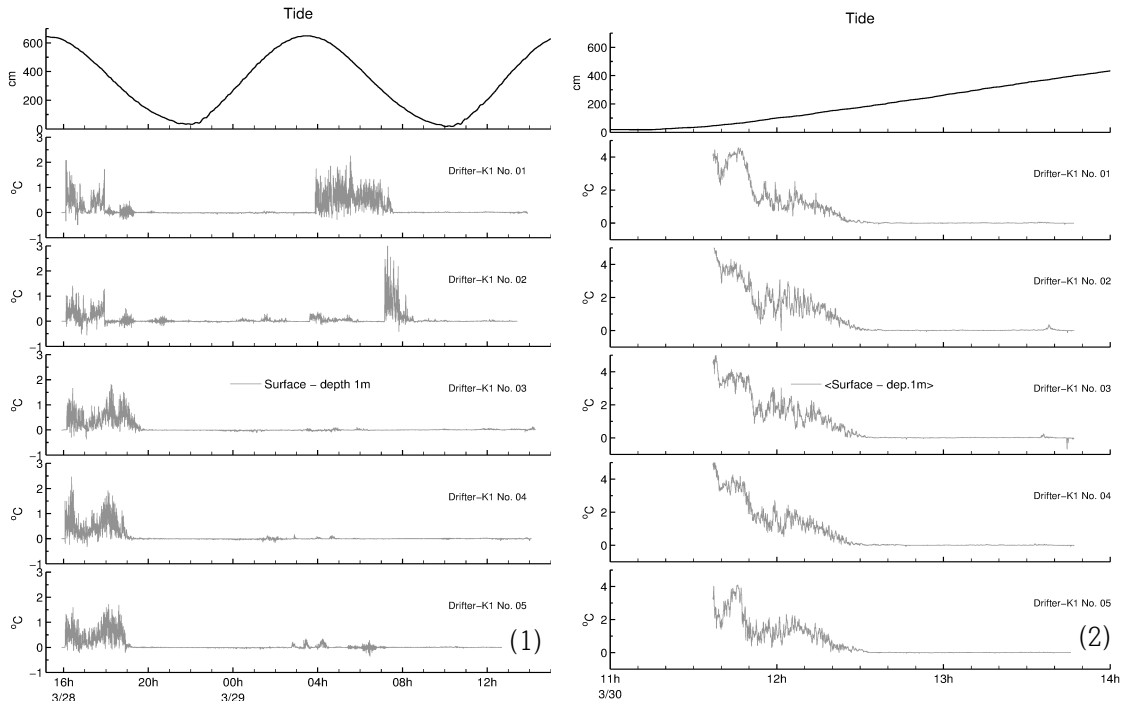 Tide
600
400
200
0
cm
3
2
1
0
−1
°C
Drifter−K1 No. 01
3
2
1
0
−1
°C
Drifter−K1 No. 02
3
2
1
0
−1
°C
Surface − depth 1m
Drifter−K1 No. 03
3
2
1
0
−1
°C
Drifter−K1 No. 04
3
2
1
0
−1
°C
Drifter−K1 No. 05
(1)
16h 20h 00h 04h 08h 12h
3/28 3/29
Tide
600
400
200
0
cm
4
2
0
°C
Drifter−K1 No. 01
4
2
0
°C
Drifter−K1 No. 02
4
2
0
°C
<Surface − dep.1m>
Drifter−K1 No. 03
4
2
0
°C
Drifter−K1 No. 04
4
2
0
°C
Drifter−K1 No. 05
(2)
11h 12h 13h 14h
3/30